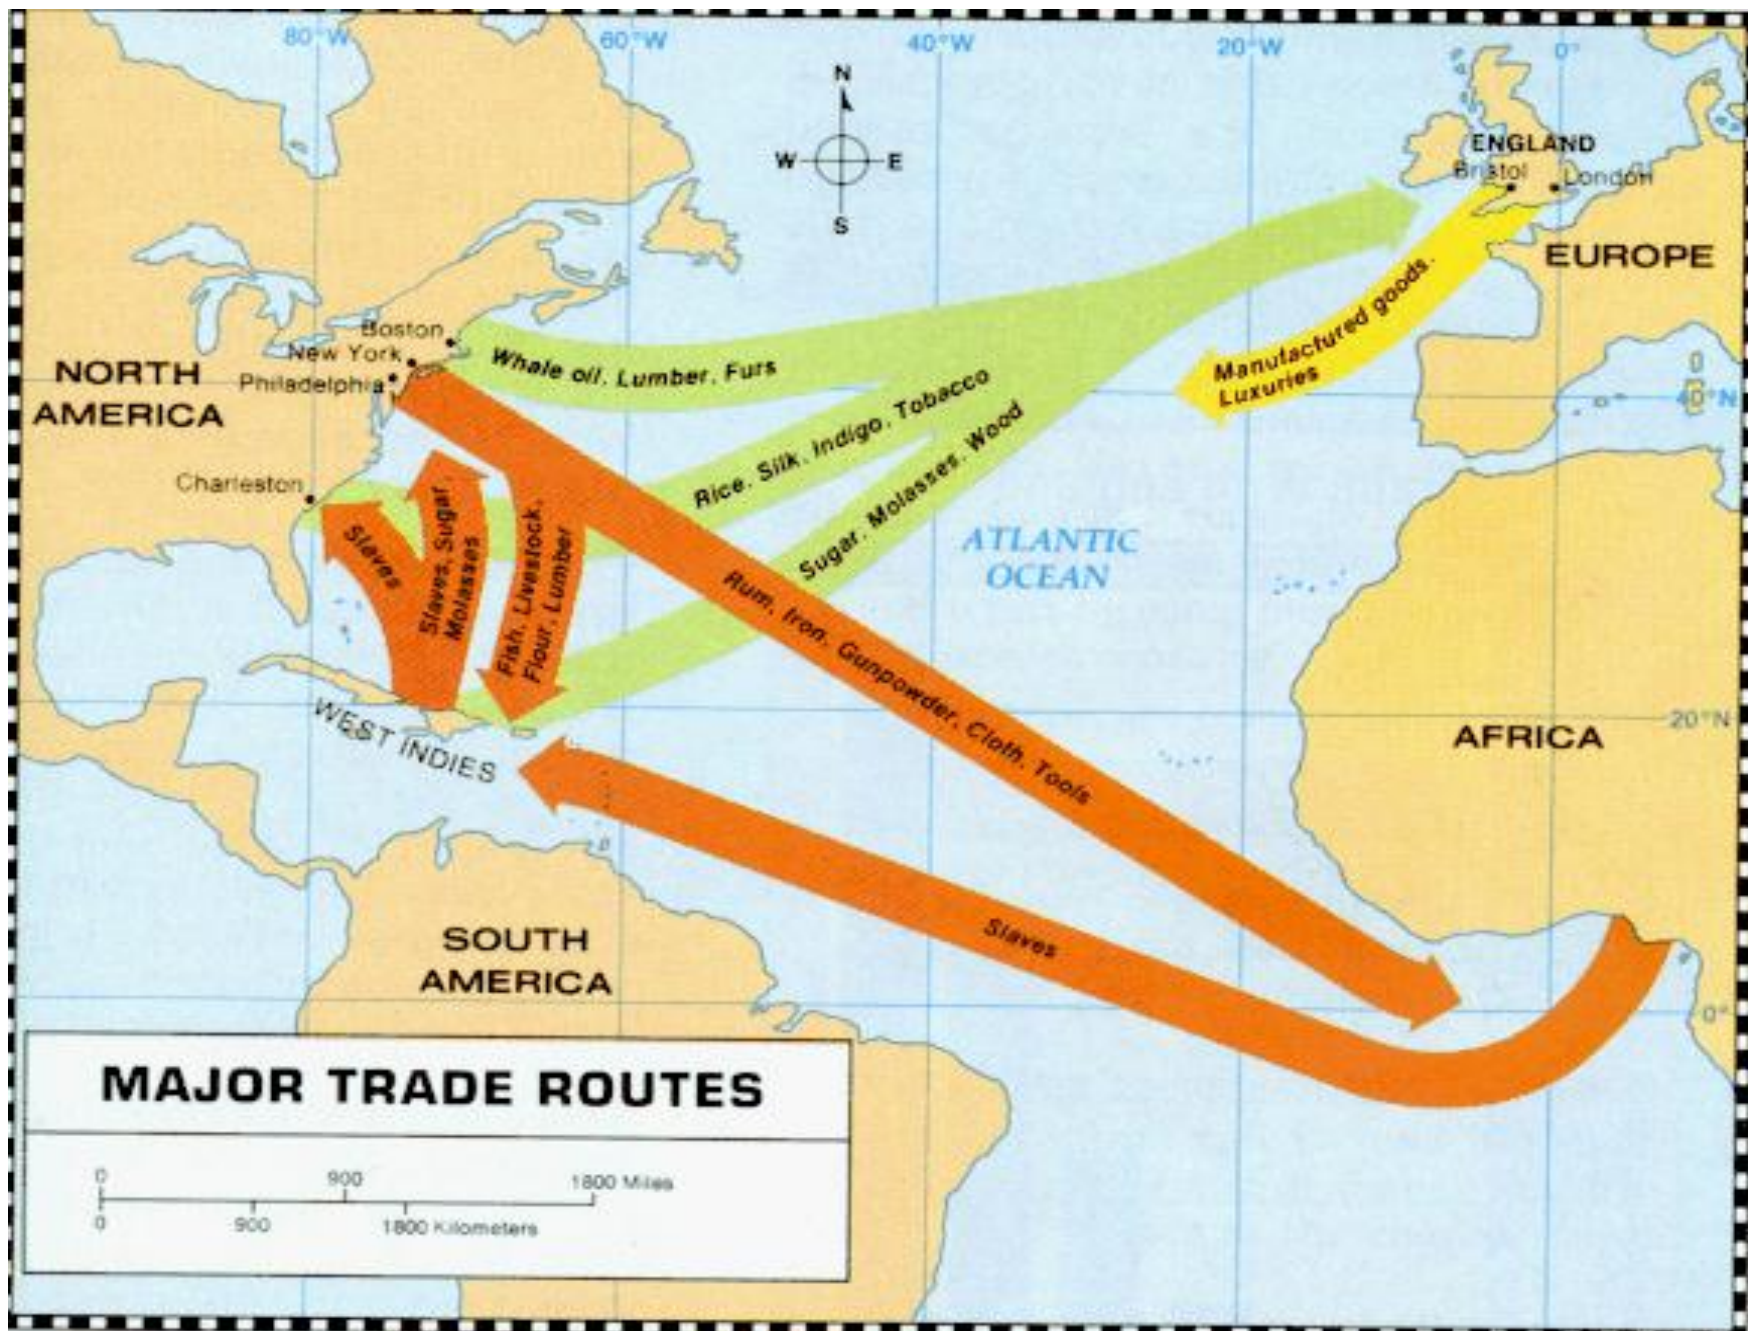 80°W
60°W
40°W
20°W
0°
N
W
E
S
ENGLAND
Bristol
London
EUROPE
Boston
New York
Philadelphia
NORTH
AMERICA
Charleston
Whale oil, Lumber, Furs
Manufactured goods.
Luxuries
40°N
Rice, Silk, Indigo, Tobacco
Sugar, Molasses, Wood
Slaves
Slaves, Sugar,
Molasses
Fish, Livestock,
Flour, Lumber
ATLANTIC
OCEAN
Rum, Iron, Gunpowder, Cloth, Tools
WEST INDIES
20°N
AFRICA
Slaves
SOUTH
AMERICA
0°
MAJOR TRADE ROUTES
0 900 1800 Miles
0 900 1800 Kilometers